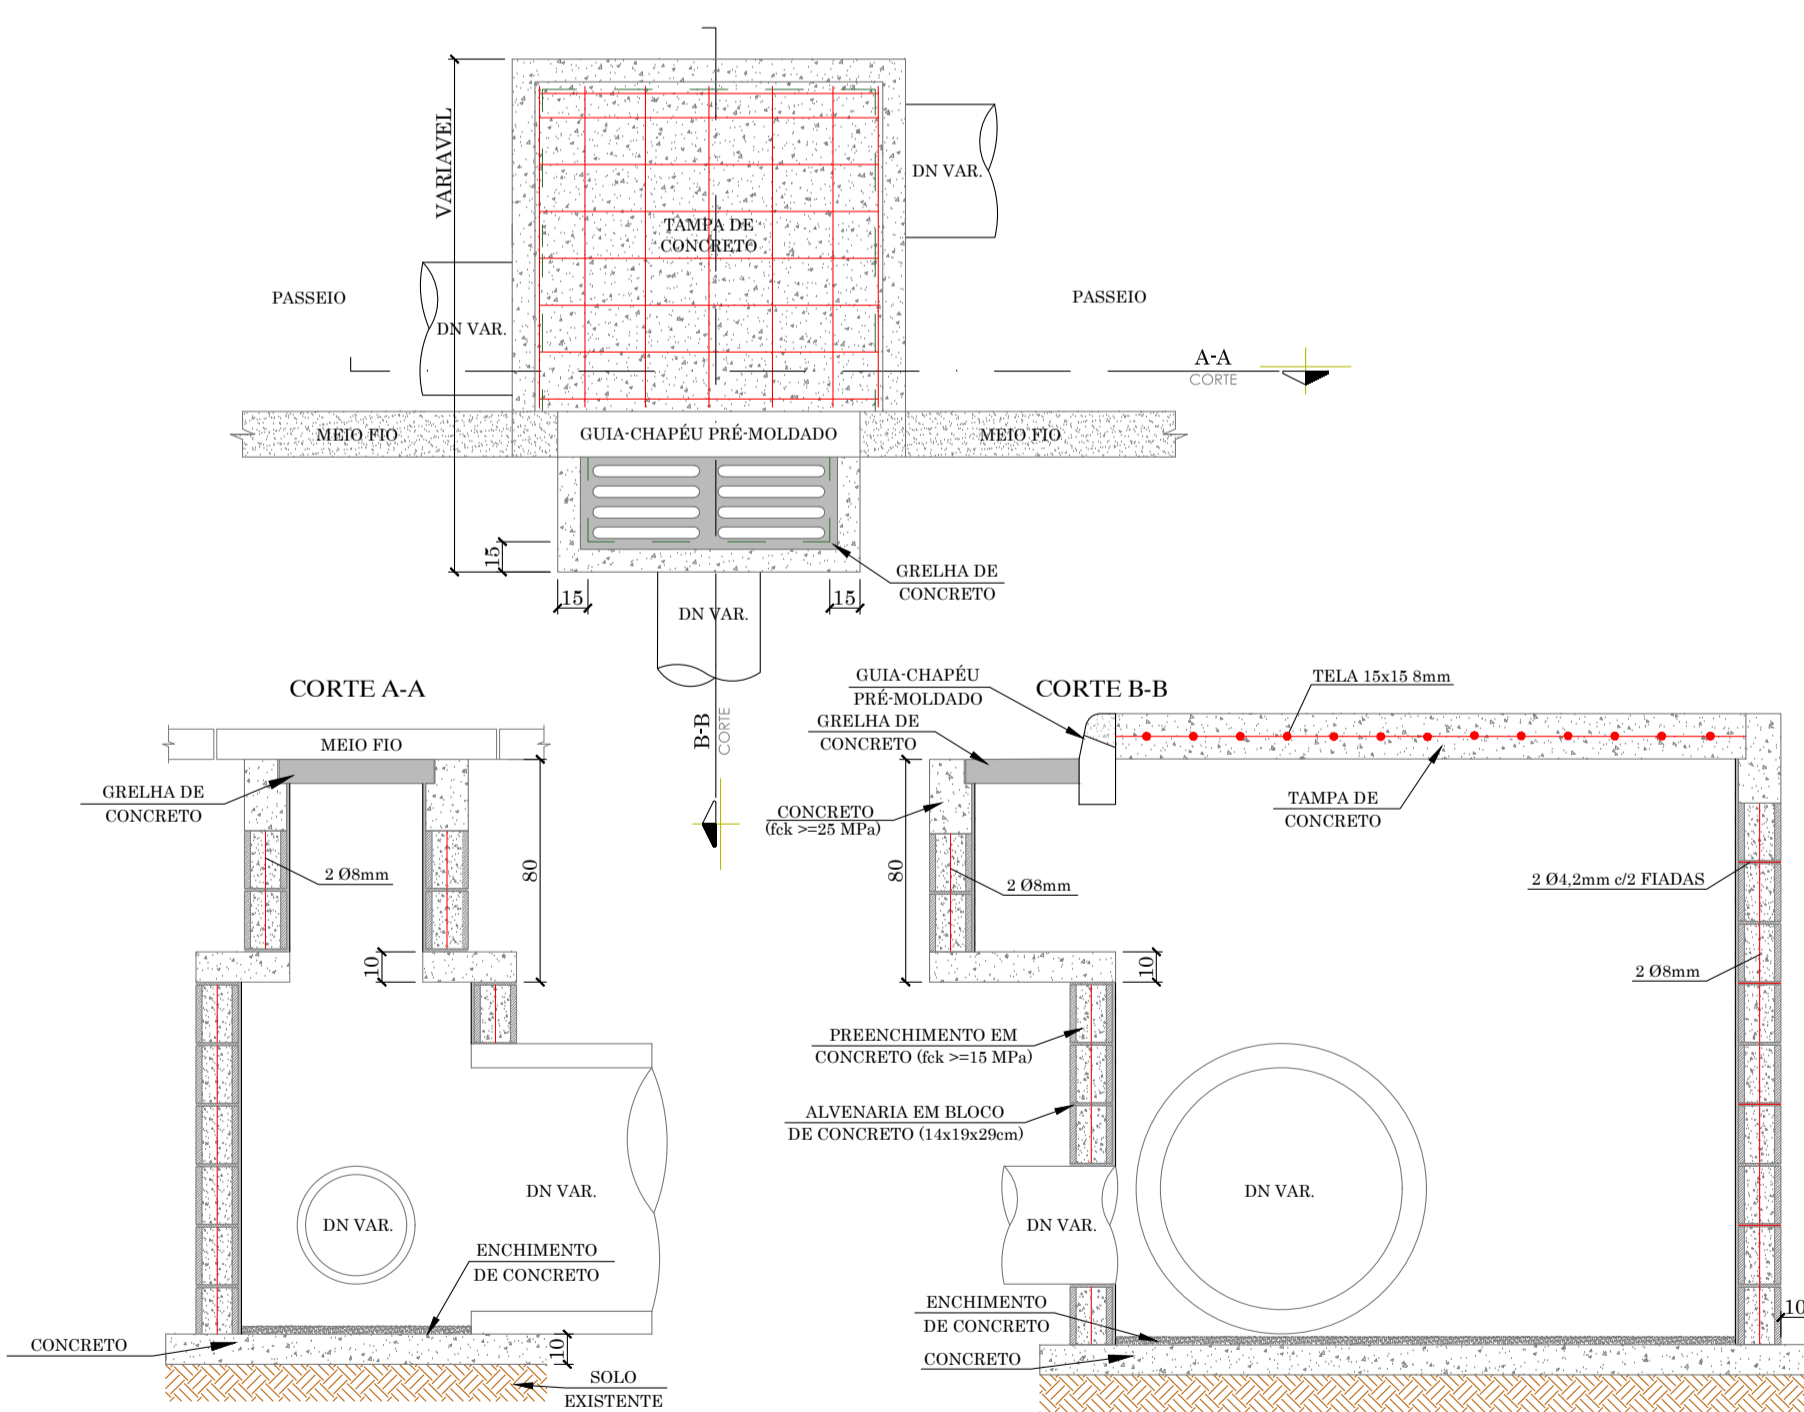 VARIAVEL
DN VAR.
TAMPA DE
CONCRETO
PASSEIO
PASSEIO
DN VAR.
A-A
CORTE
MEIO FIO
GUIA-CHAPÉU PRÉ-MOLDADO
MEIO FIO
15
GRELHA DE
CONCRETO
15
15
DN VAR.
CORTE A-A
B-B
CORTE
MEIO FIO
GRELHA DE
CONCRETO
2 Ø8mm
80
10
DN VAR.
DN VAR.
ENCHIMENTO
DE CONCRETO
CONCRETO
10
SOLO
EXISTENTE
GUIA-CHAPÉU
PRÉ-MOLDADO
CORTE B-B
TELA 15x15 8mm
GRELHA DE
CONCRETO
CONCRETO
(fck >=25 MPa)
TAMPA DE
CONCRETO
80
2 Ø8mm
2 Ø4,2mm c/2 FIADAS
10
2 Ø8mm
PREENCHIMENTO EM
CONCRETO (fck >=15 MPa)
ALVENARIA EM BLOCO
DE CONCRETO (14x19x29cm)
DN VAR.
DN VAR.
ENCHIMENTO
DE CONCRETO
10
CONCRETO